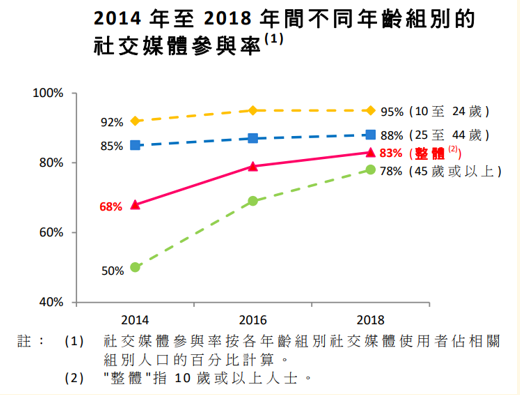 2014 年至 2018 年間不同年齡組別的
社交媒體參與率(1)
100%
80%
60%
40%
92%
85%
68%
50%
95% (10 至 24 歲)
88% (25 至 44 歲)
83% (整體 (2))
78% (45 歲或以上)
2014 2016 2018
註： (1) 社交媒體參與率按各年齡組別社交媒體使用者佔相關
組別人口的百分比計算。
(2) "整體"指 10 歲或以上人士。